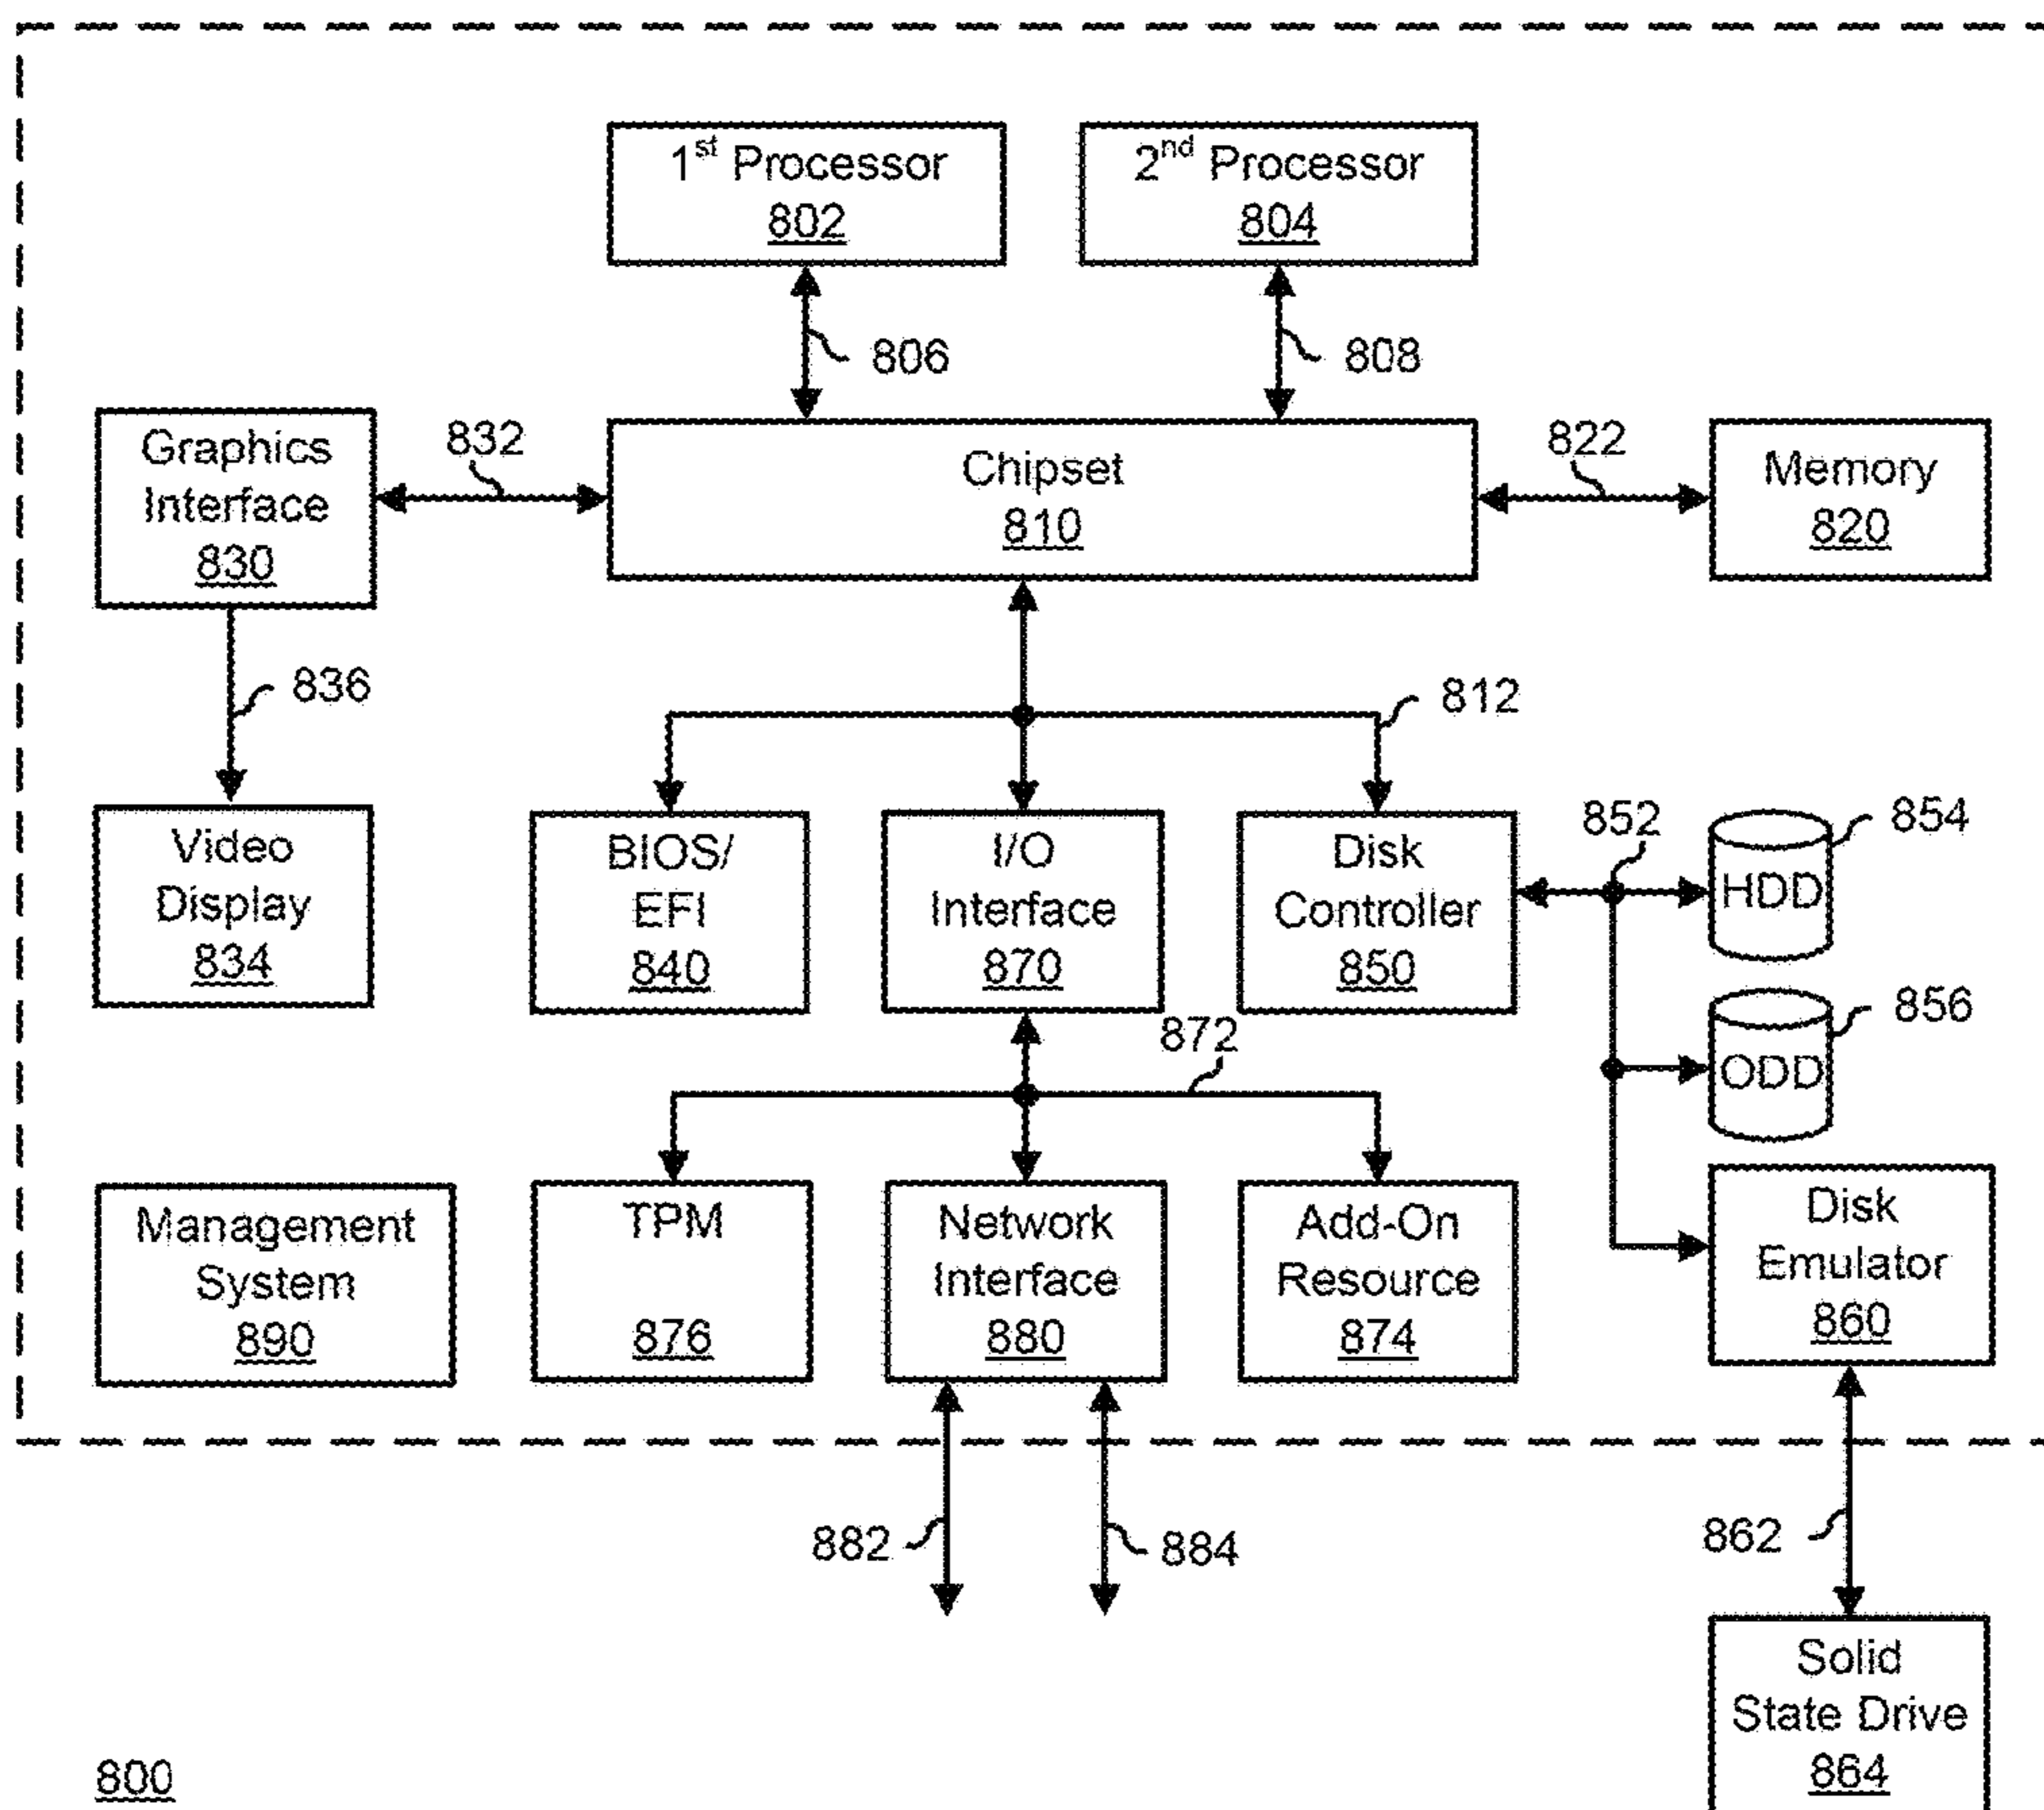 1st Processor
802
2nd Processor
804
806
808
Graphics
Interface
830
832
Chipset
810
822
Memory
820
836
812
Video
Display
834
BIOS/
EFI
840
I/O
Interface
870
Disk
Controller
850
852
HDD
854
ODD
856
872
Management
System
890
TPM
876
Network
Interface
880
Add-On
Resource
874
Disk
Emulator
860
882
884
862
Solid
State Drive
864
800